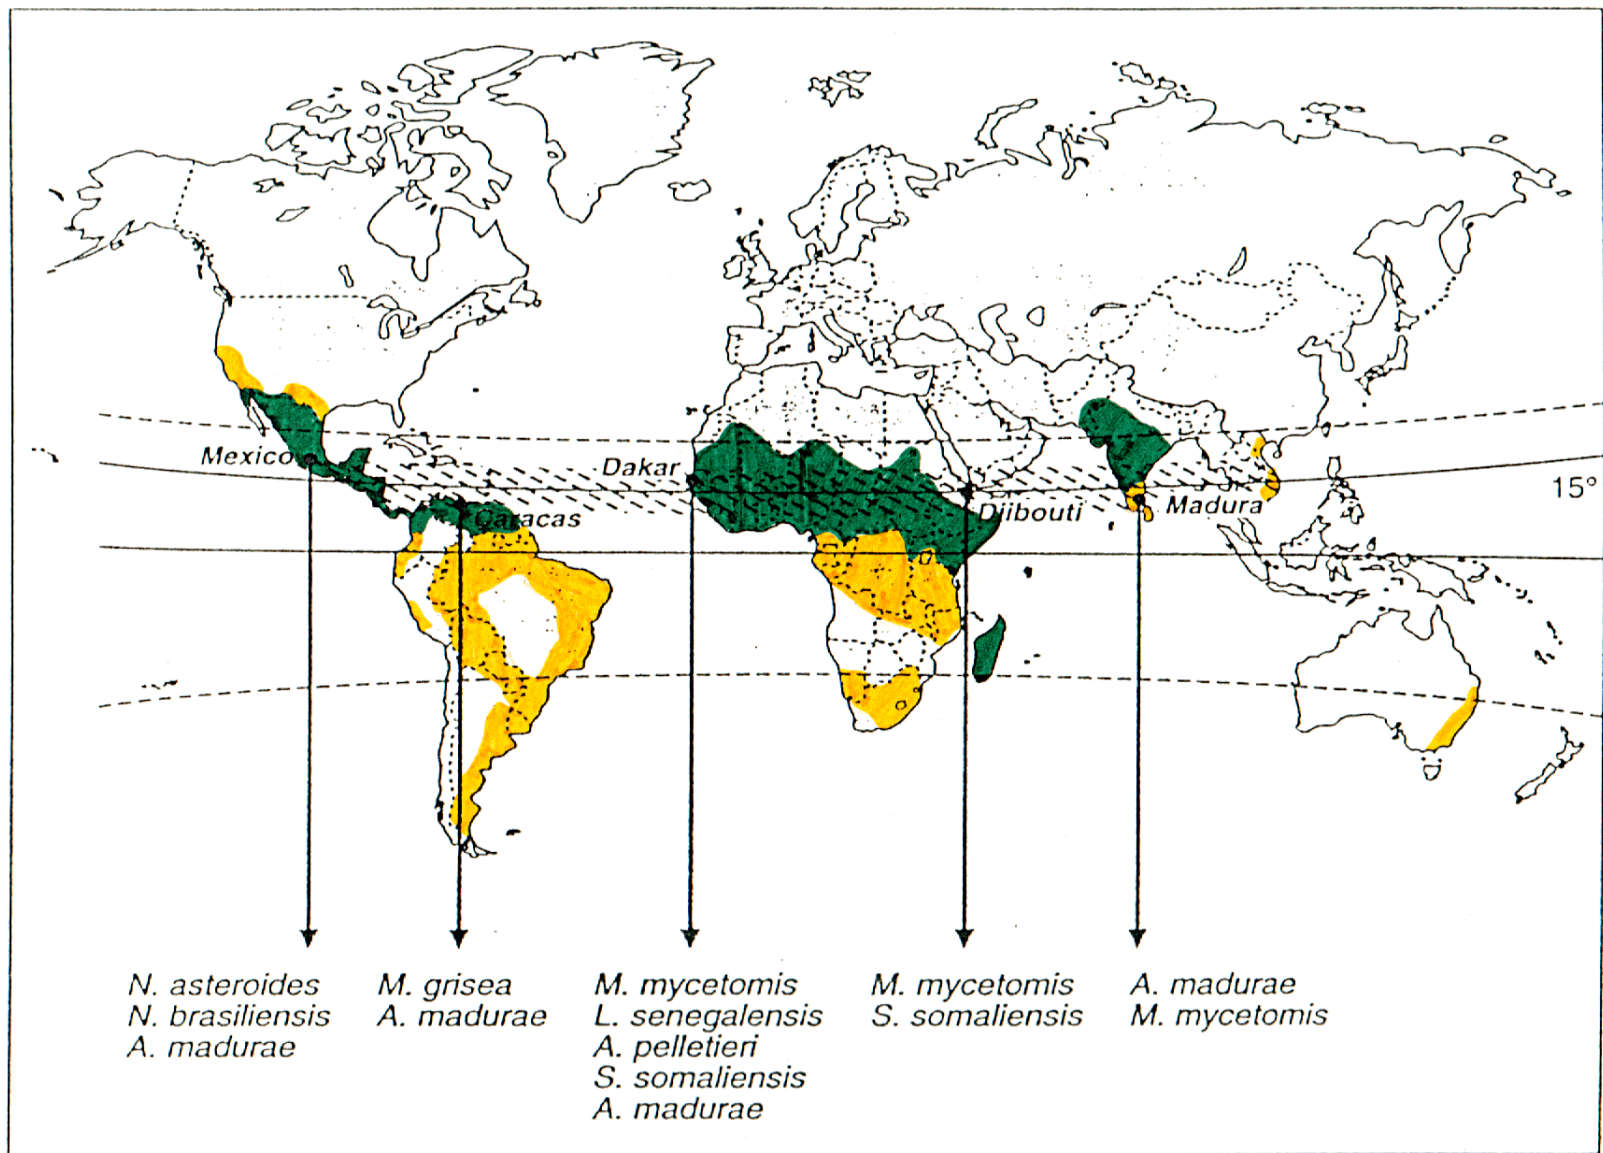 Mexico
Dakar
Caracas
Djibouti
Madura
15°
N. asteroides
N. brasiliensis
A. madurae
M. grisea
A. madurae
M. mycetomis
L. senegalensis
A. pelletieri
S. somaliensis
A. madurae
M. mycetomis
S. somaliensis
A. madurae
M. mycetomis